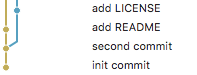 add LICENSE
add README
second commit
init commit